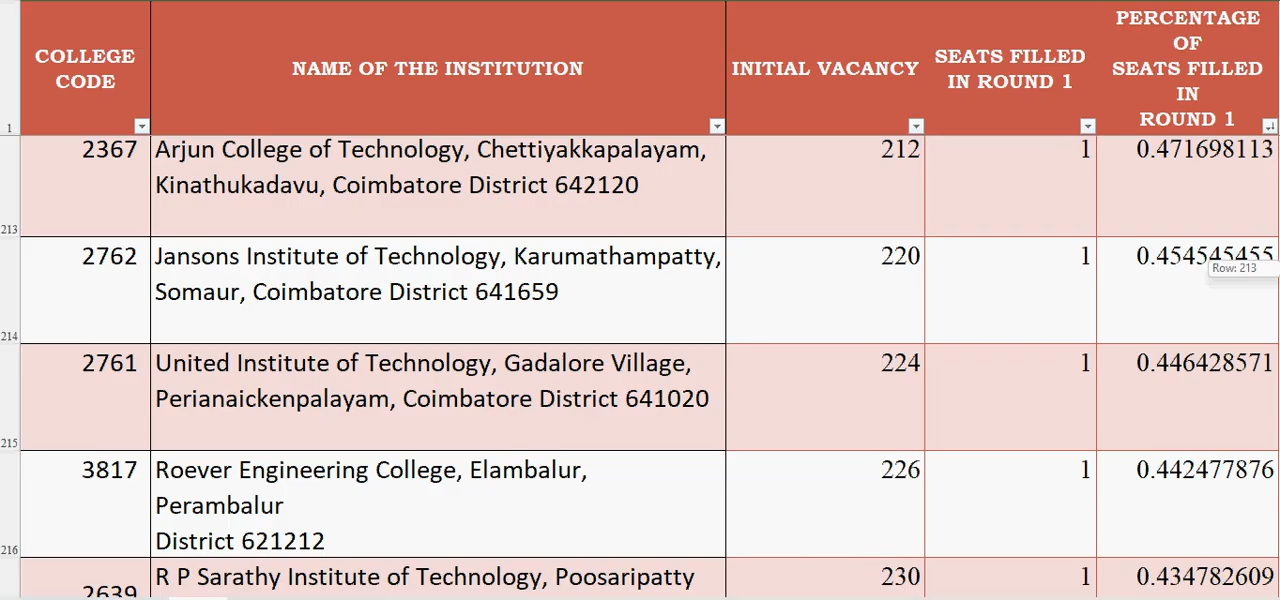 COLLEGE
CODE
NAME OF THE INSTITUTION
INITIAL VACANCY
SEATS FILLED
IN ROUND 1
PERCENTAGE
OF
SEATS FILLED
IN
ROUND 1
1
2367 Arjun College of Technology, Chettiyakkapalayam, 212 1 0.471698113
Kinathukadavu, Coimbatore District 642120
213
2762 Jansons Institute of Technology, Karumathampatty, 220 1 0.454545455
Somaur, Coimbatore District 641659
Row: 213
214
2761 United Institute of Technology, Gadalore Village, 224 1 0.446428571
Perianaickenpalayam, Coimbatore District 641020
215
3817 Roever Engineering College, Elambalur, 226 1 0.442477876
Perambalur
District 621212
216
2639 R P Sarathy Institute of Technology, Poosaripatty 230 1 0.434782609